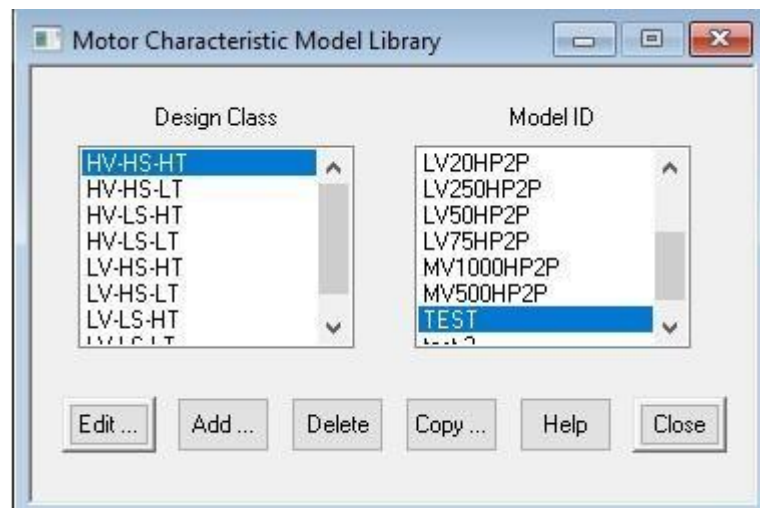 Motor Characteristic Model Library
Design Class
HV-HS-HT
HV-HS-LT
HV-LS-HT
HV-LS-LT
LV-HS-HT
LV-HS-LT
LV-LS-HT
Model ID
LV20HP2P
LV250HP2P
LV50HP2P
LV75HP2P
MV1000HP2P
MV500HP2P
TEST
Edit ...
Add ...
Delete
Copy ...
Help
Close